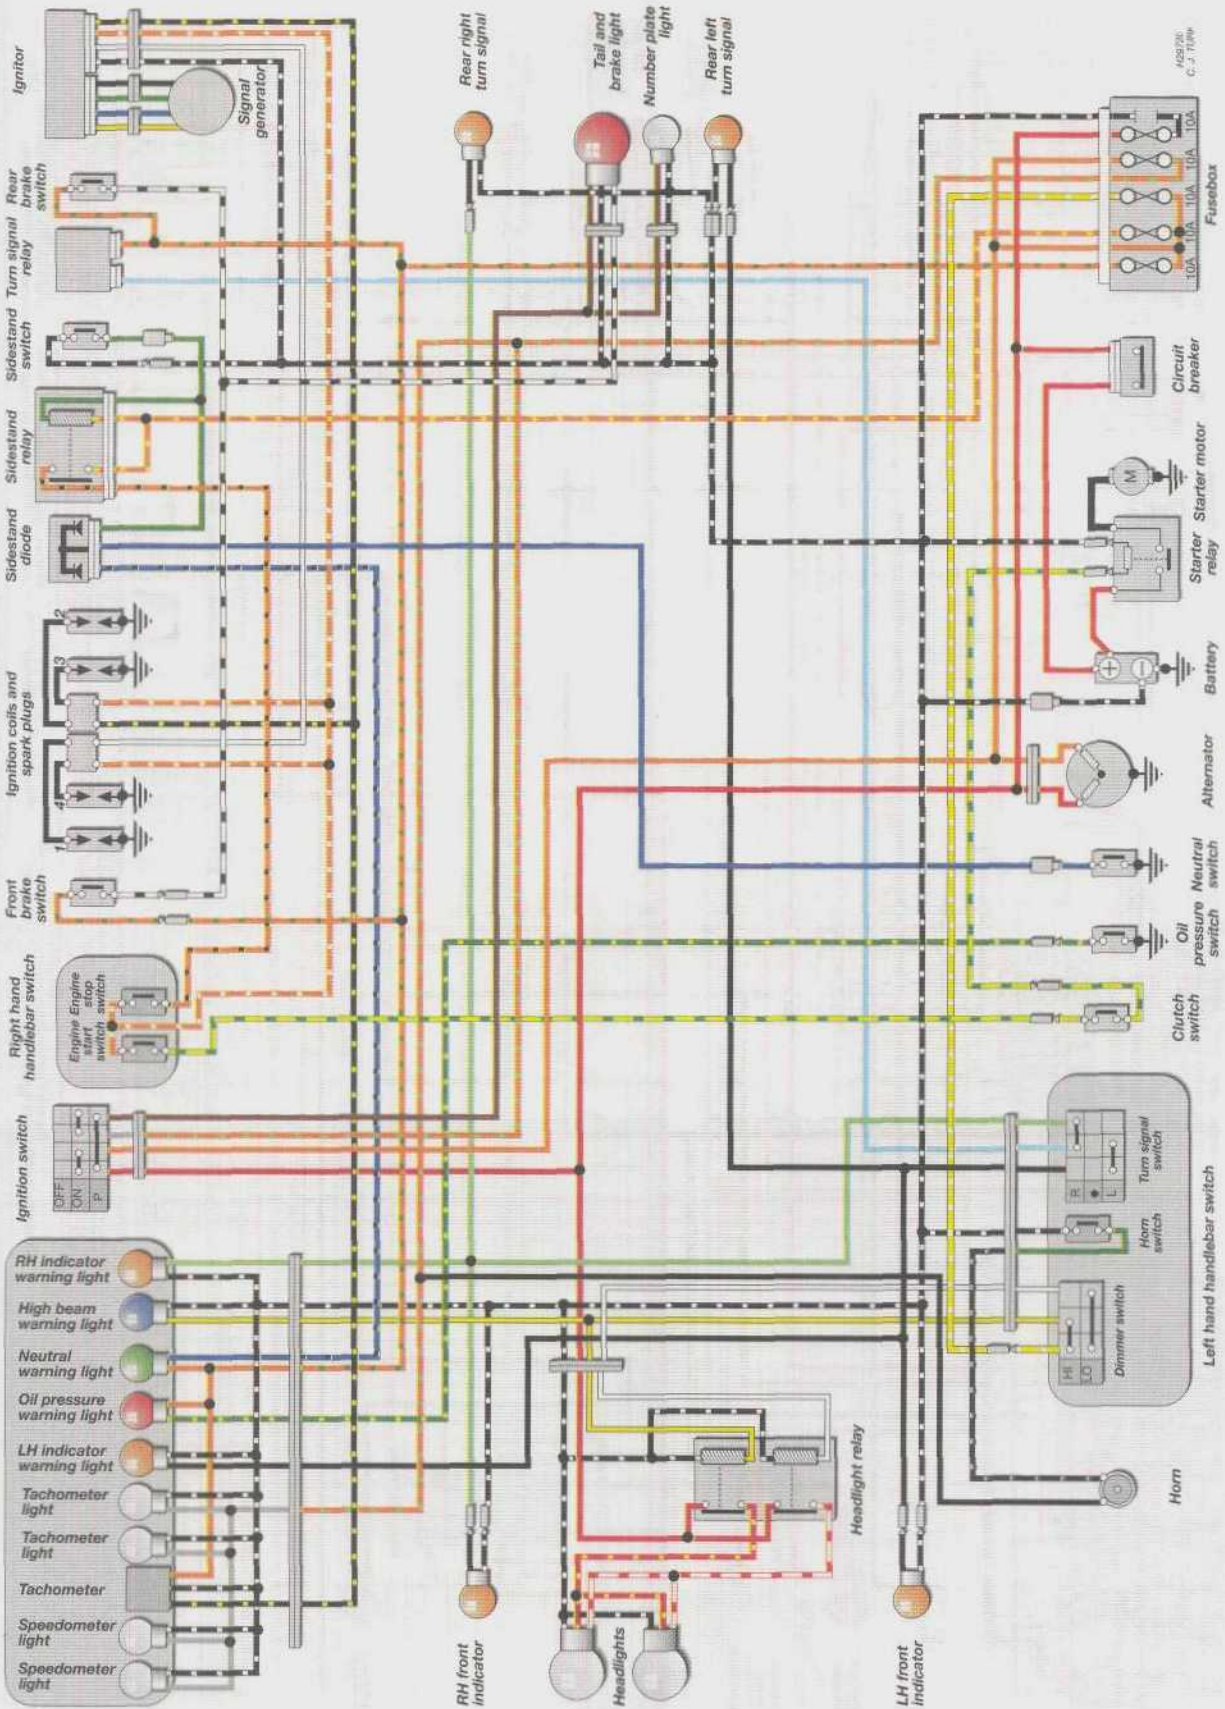 Ignitor
Signal
generator
Rear
brake
switch
Turn signal
relay
Sidestand
switch
Sidestand
relay
Sidestand
diode
Ignition coils and
spark plugs
2
3
4
1
Front
brake
switch
Right hand
handlebar switch
Engine
stop
switch
Engine
start
switch
Ignition switch
OFF
ON
P
RH indicator
warning light
High beam
warning light
Neutral
warning light
Oil pressure
warning light
LH indicator
warning light
Tachometer
light
Tachometer
light
Tachometer
Speedometer
light
Speedometer
light
Rear right
turn signal
Tail and
brake light
Number plate
light
Rear left
turn signal
RH front
indicator
Headlights
Headlight relay
LH front
indicator
H29720
C. J. TURK
10A
10A
10A
10A
10A
Fusebox
Circuit
breaker
M
Starter motor
Starter
relay
+
−
Battery
Alternator
Neutral
switch
Oil
pressure
switch
Clutch
switch
R
●
L
Turn signal
switch
Horn
switch
HI
LO
Dimmer switch
Left hand handlebar switch
Horn